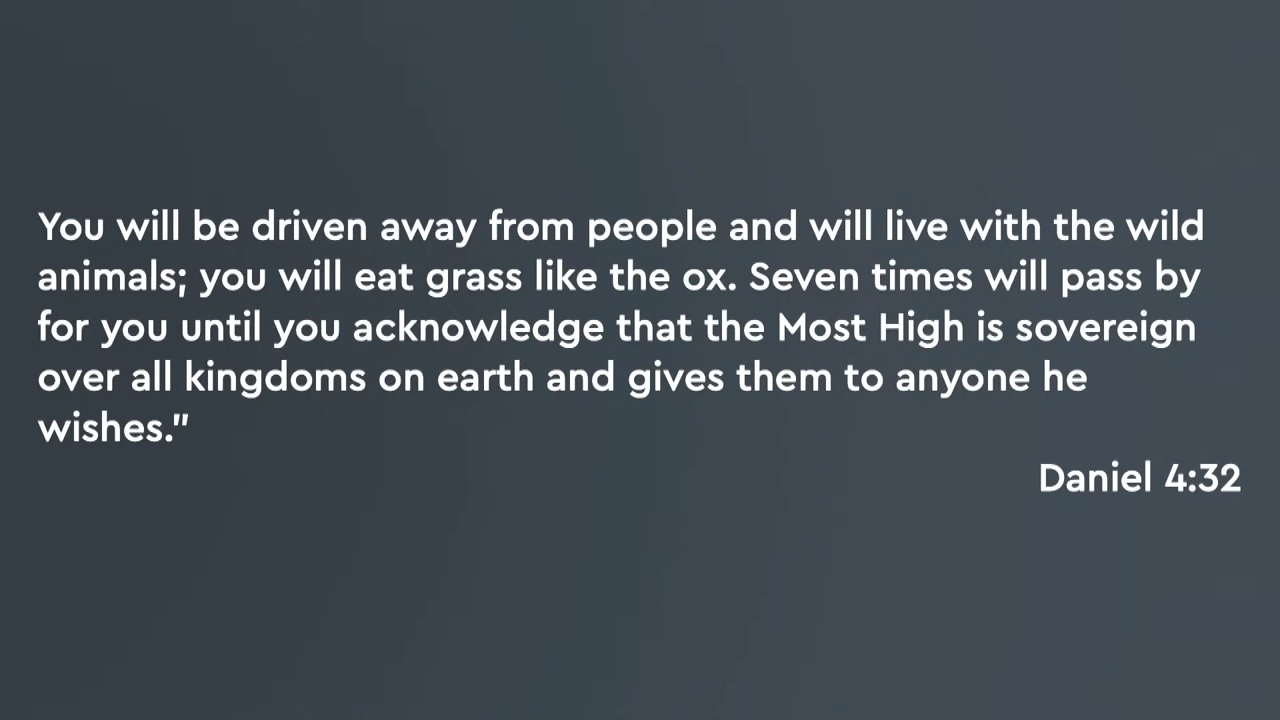 You will be driven away from people and will live with the wild
animals; you will eat grass like the ox. Seven times will pass by
for you until you acknowledge that the Most High is sovereign
over all kingdoms on earth and gives them to anyone he
wishes."
Daniel 4:32